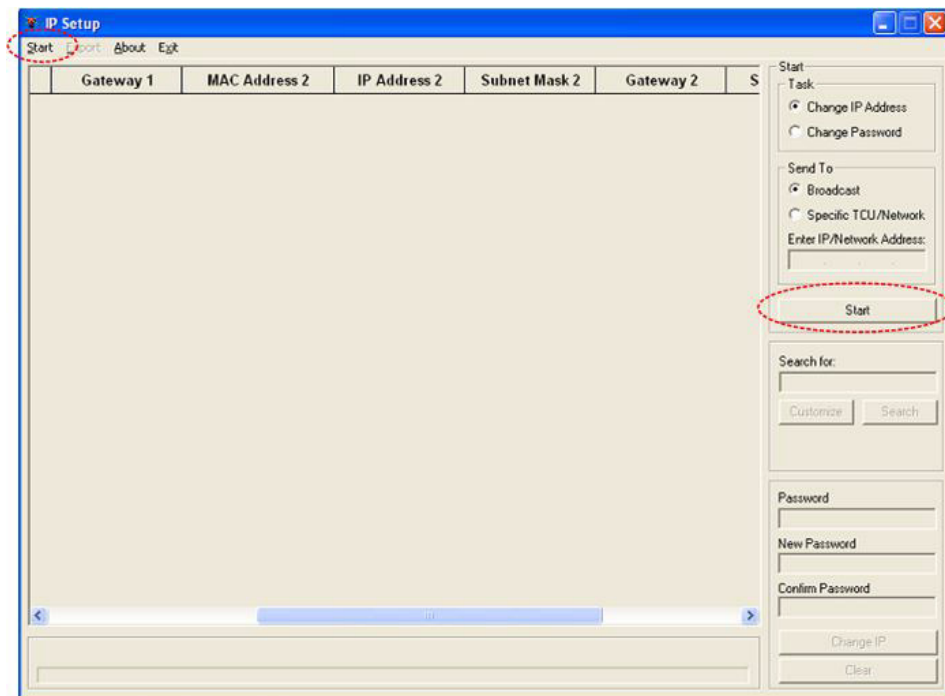 IP Setup
Start Export About Exit
Gateway 1 MAC Address 2 IP Address 2 Subnet Mask 2 Gateway 2 S
Start
Task
Change IP Address
Change Password
Send To
Broadcast
Specific TCU/Network
Enter IP/Network Address:
Start
Search for:
Customize Search
Password
New Password
Confirm Password
Change IP
Clear